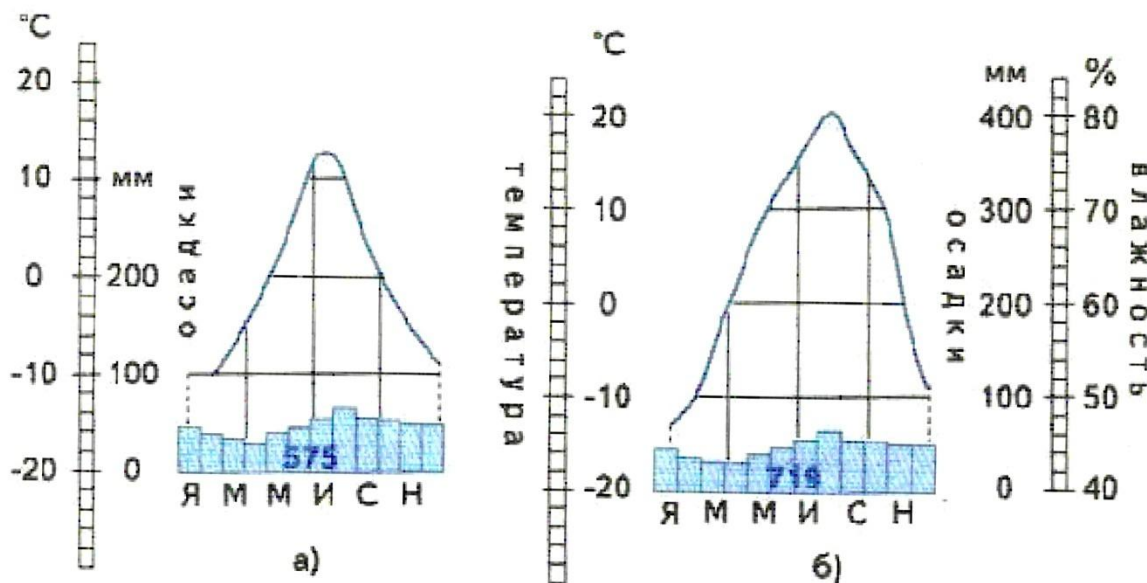 °C
20
10
0
-10
-20
мм
200
100
0
осадки
575
Я М М И С Н
а)
температура
°C
20
10
0
-10
-20
719
Я М М И С Н
б)
мм
400
300
200
100
0
осадки
%
80
70
60
50
40
влажность